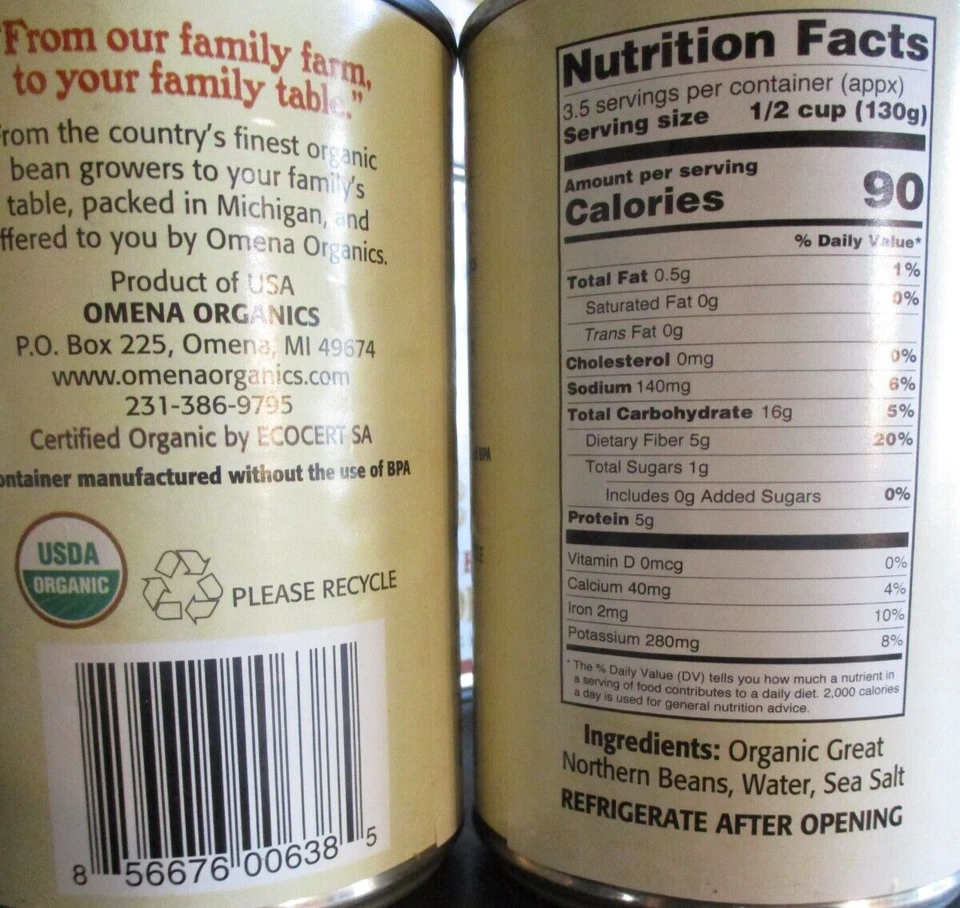 "From our family farm,
to your family table."
from the country's finest organic
bean growers to your family's
table, packed in Michigan, and
offered to you by Omena Organics.
Product of USA
OMENA ORGANICS
P.O. Box 225, Omena, MI 49674
www.omenaorganics.com
231-386-9795
Certified Organic by ECOCERT SA
ontainer manufactured without the use of BPA
USDA
ORGANIC
PLEASE RECYCLE
8 56676 00638 5
Nutrition Facts
3.5 servings per container (appx)
Serving size 1/2 cup (130g)
Amount per serving
Calories 90
% Daily Value*
Total Fat 0.5g 1%
Saturated Fat 0g 0%
Trans Fat 0g
Cholesterol 0mg 0%
Sodium 140mg 6%
Total Carbohydrate 16g 5%
Dietary Fiber 5g 20%
Total Sugars 1g
Includes 0g Added Sugars 0%
Protein 5g
Vitamin D 0mcg 0%
Calcium 40mg 4%
Iron 2mg 10%
Potassium 280mg 8%
* The % Daily Value (DV) tells you how much a nutrient in
a serving of food contributes to a daily diet. 2,000 calories
a day is used for general nutrition advice.
Ingredients: Organic Great
Northern Beans, Water, Sea Salt
REFRIGERATE AFTER OPENING